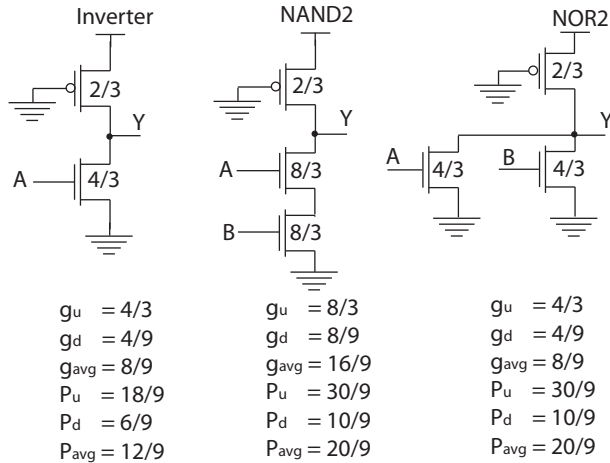 Inverter
2/3
Y
A
4/3
gu = 4/3
gd = 4/9
gavg = 8/9
Pu = 18/9
Pd = 6/9
Pavg = 12/9
NAND2
2/3
Y
A
8/3
B
8/3
gu = 8/3
gd = 8/9
gavg = 16/9
Pu = 30/9
Pd = 10/9
Pavg = 20/9
NOR2
2/3
Y
A
4/3
B
4/3
gu = 4/3
gd = 4/9
gavg = 8/9
Pu = 30/9
Pd = 10/9
Pavg = 20/9